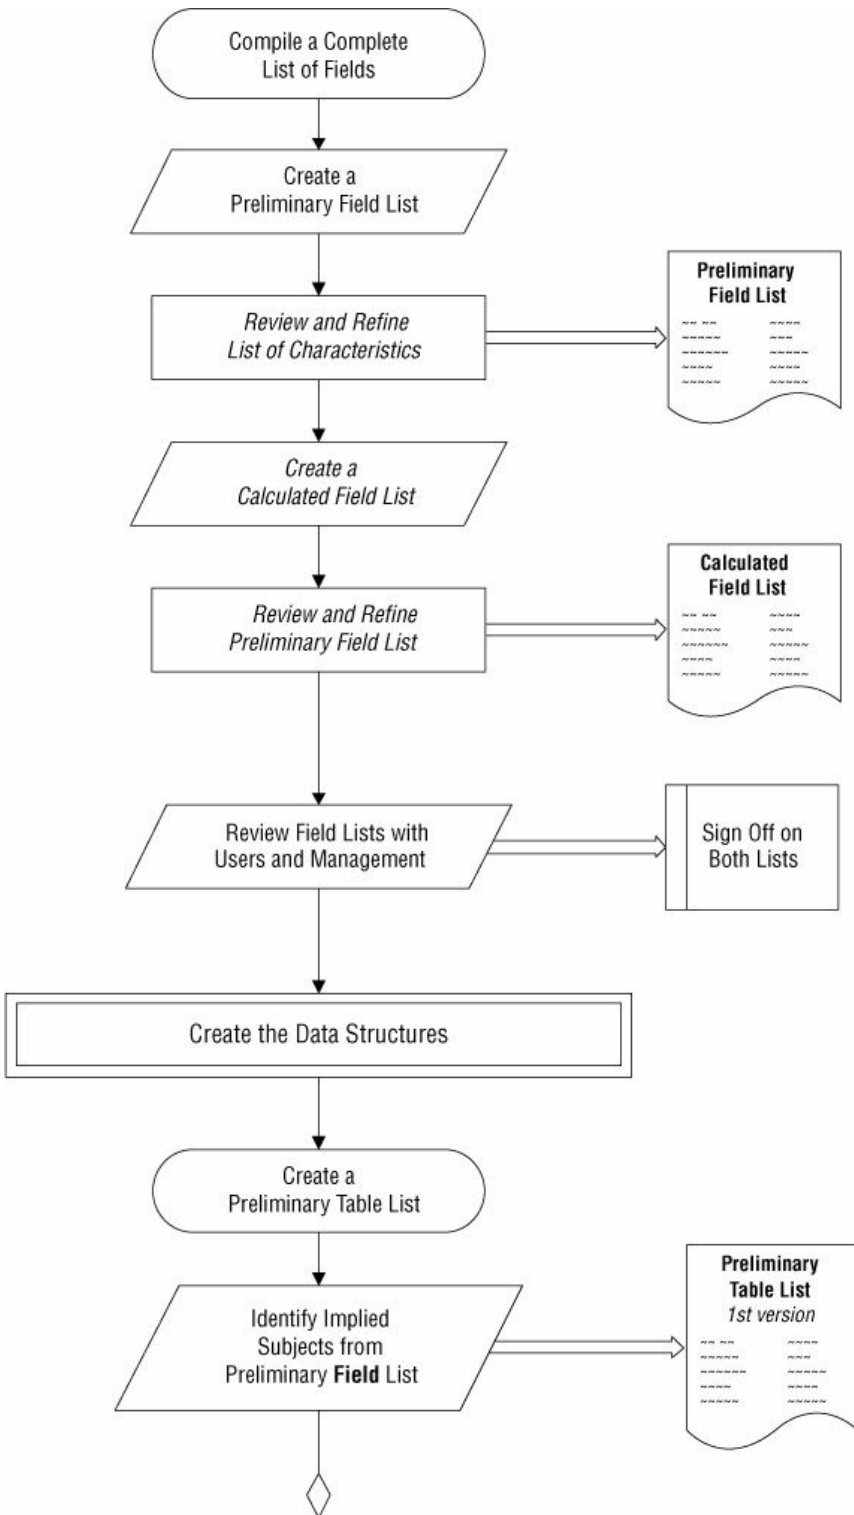 Compile a Complete
List of Fields
Create a
Preliminary Field List
Preliminary
Field List
Review and Refine
List of Characteristics
Create a
Calculated Field List
Calculated
Field List
Review and Refine
Preliminary Field List
Review Field Lists with
Users and Management
Sign Off on
Both Lists
Create the Data Structures
Create a
Preliminary Table List
Preliminary
Table List
1st version
Identify Implied
Subjects from
Preliminary Field List